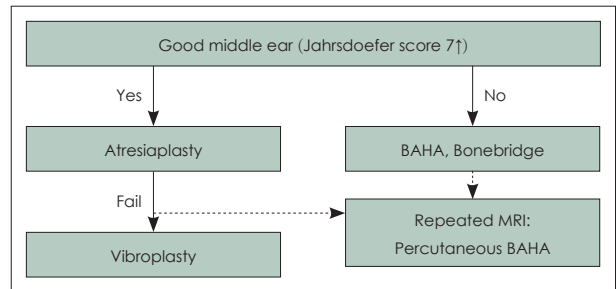 Good middle ear (Jahrsdoefer score 7↑)
Yes
No
Atresiaplasty
BAHA, Bonebridge
Fail
Repeated MRI:
Percutaneous BAHA
Vibroplasty